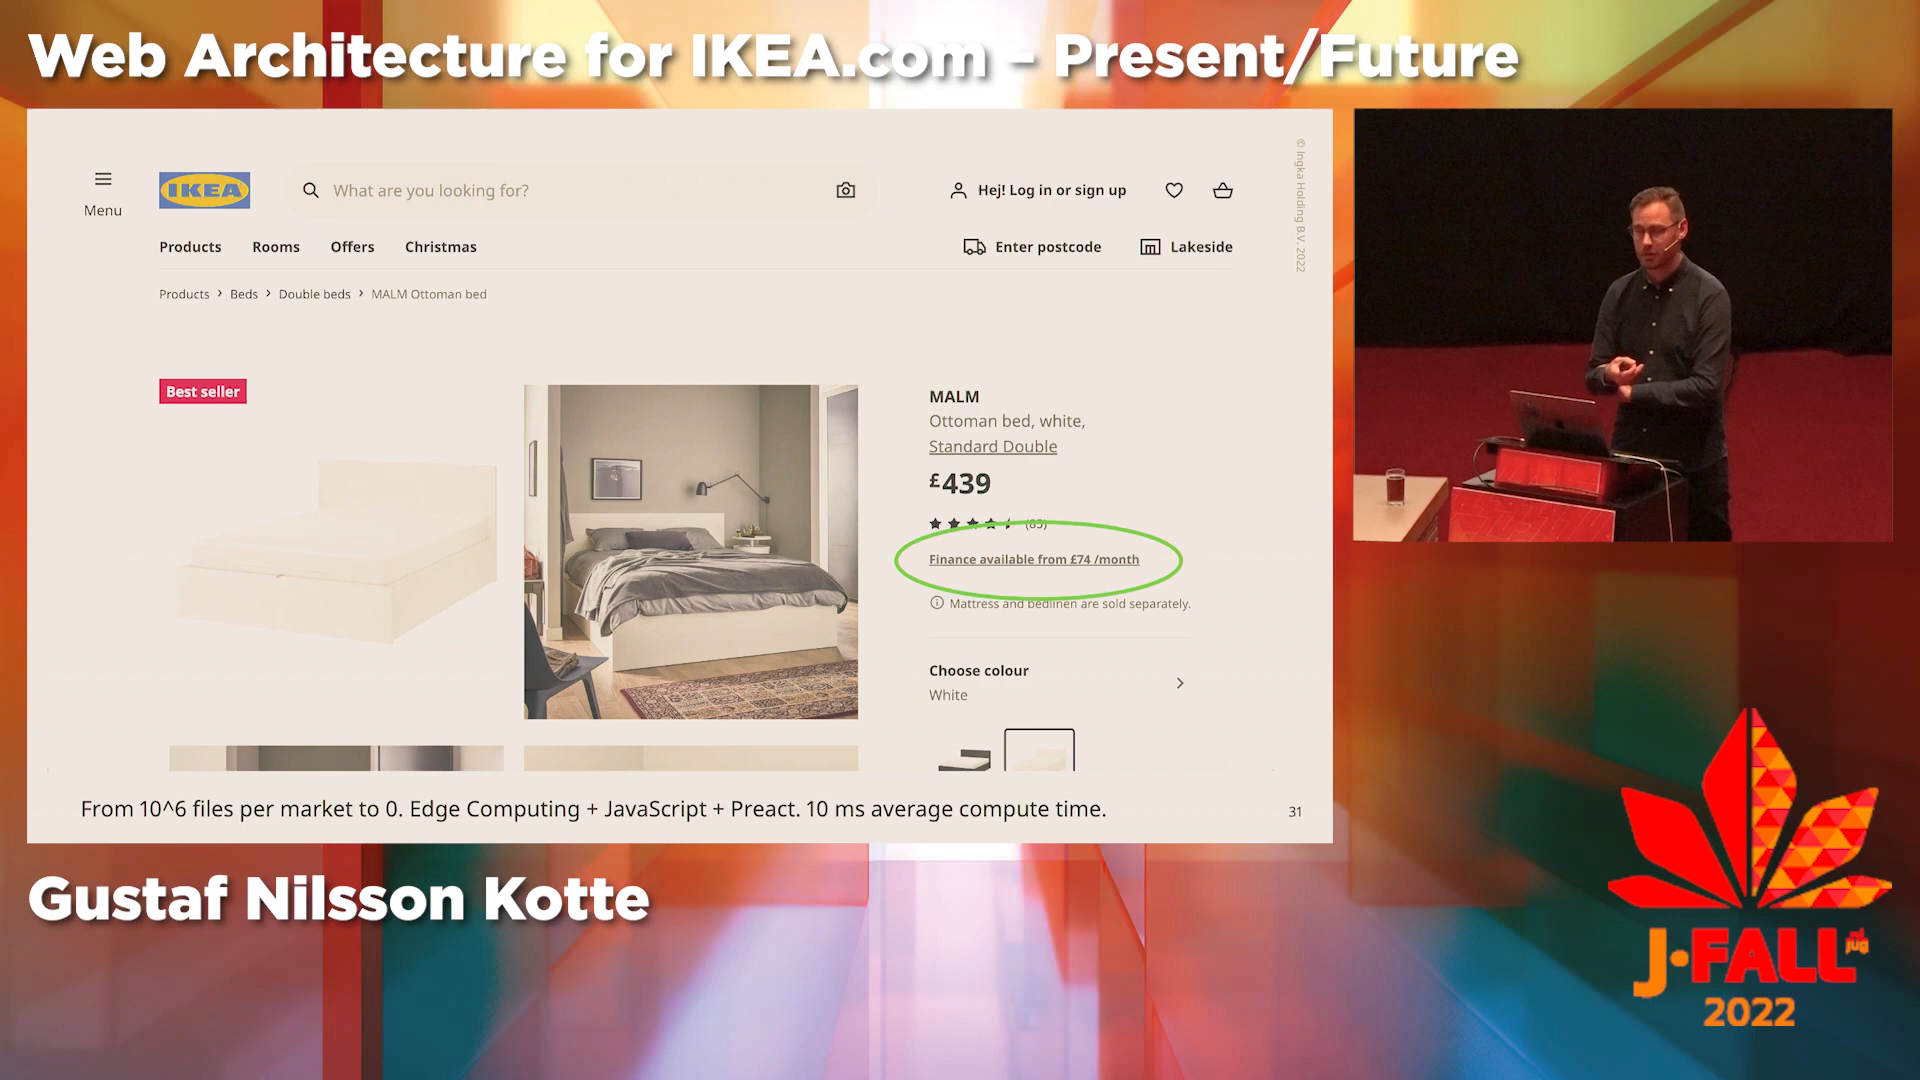 Web Architecture for IKEA.com – Present/Future
Menu
IKEA
What are you looking for?
Hej! Log in or sign up
Products Rooms Offers Christmas
Enter postcode Lakeside
© Ingka Holding B.V. 2022
Products > Beds > Double beds > MALM Ottoman bed
Best seller
MALM
Ottoman bed, white,
Standard Double
£439
(85)
Finance available from £74 /month
Mattress and bedlinen are sold separately.
Choose colour
White
From 10^6 files per market to 0. Edge Computing + JavaScript + Preact. 10 ms average compute time.
31
Gustaf Nilsson Kotte
J•FALL
nl jug
2022